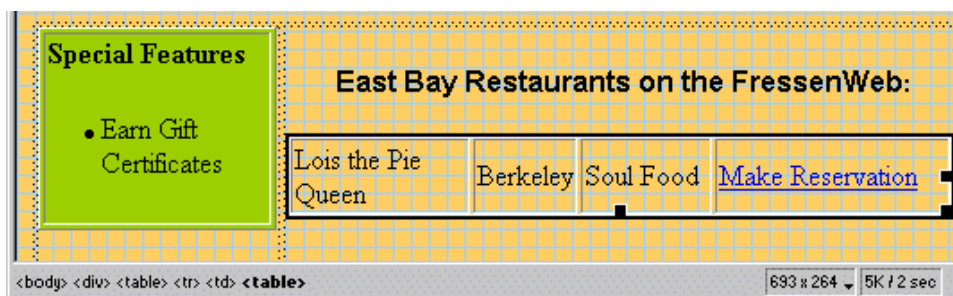 Special Features
East Bay Restaurants on the FressenWeb:
• Earn Gift
Certificates
Lois the Pie
Queen
Berkeley
Soul Food
Make Reservation
<body> <div> <table> <tr> <td> <table>
693 x 264
5K / 2 sec